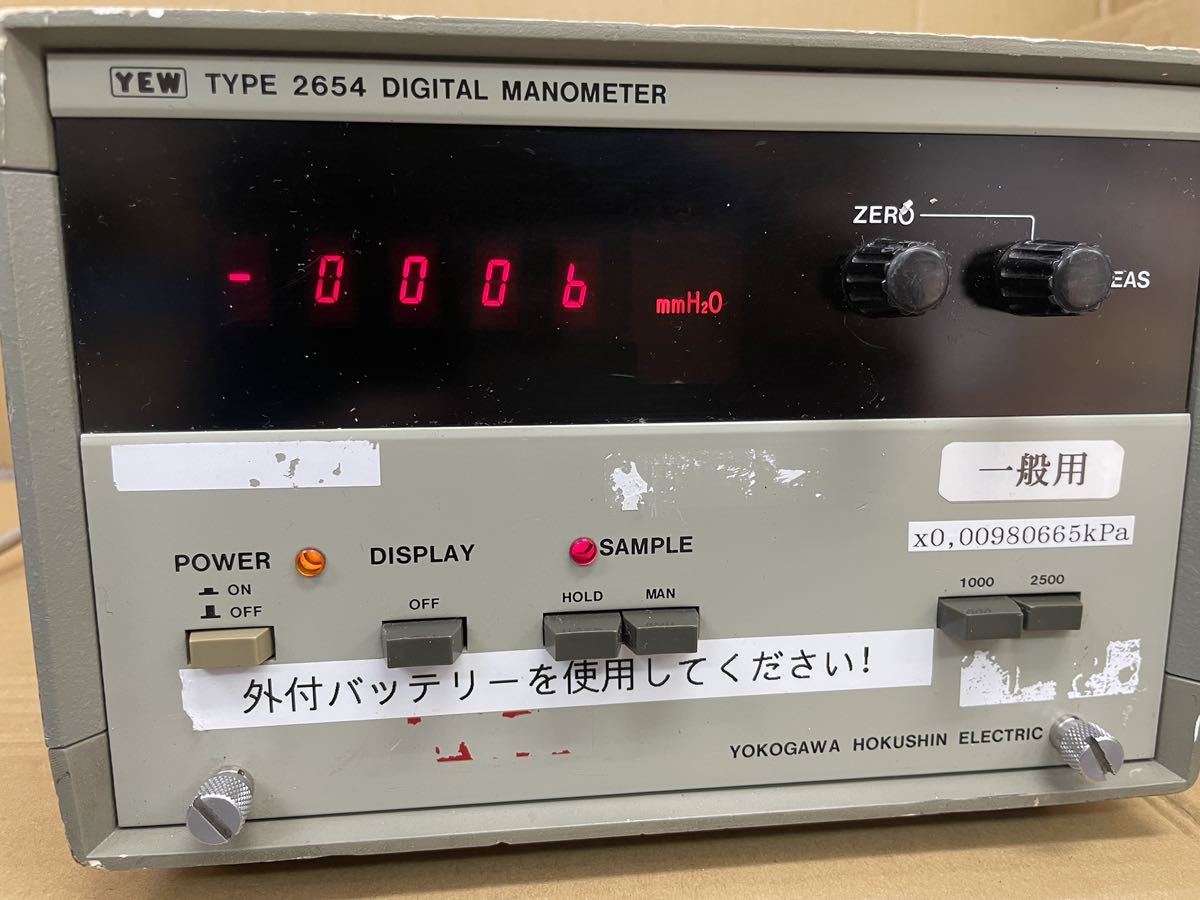 YEW TYPE 2654 DIGITAL MANOMETER
ZERO
EAS
-0006 mmH₂O
一般用
x0,00980665kPa
POWER
ON
OFF
DISPLAY
OFF
SAMPLE
HOLD MAN
1000 2500
外付バッテリーを使用してください!
YOKOGAWA HOKUSHIN ELECTRIC